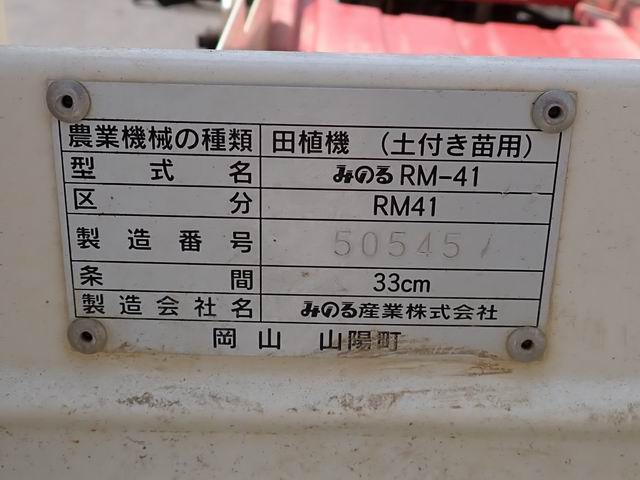 農業機械の種類 田植機 (土付き苗用)
型式名 みのる RM-41
区分 RM41
製造番号 505451
条間 33cm
製造会社名 みのる産業株式会社
岡山 山陽町